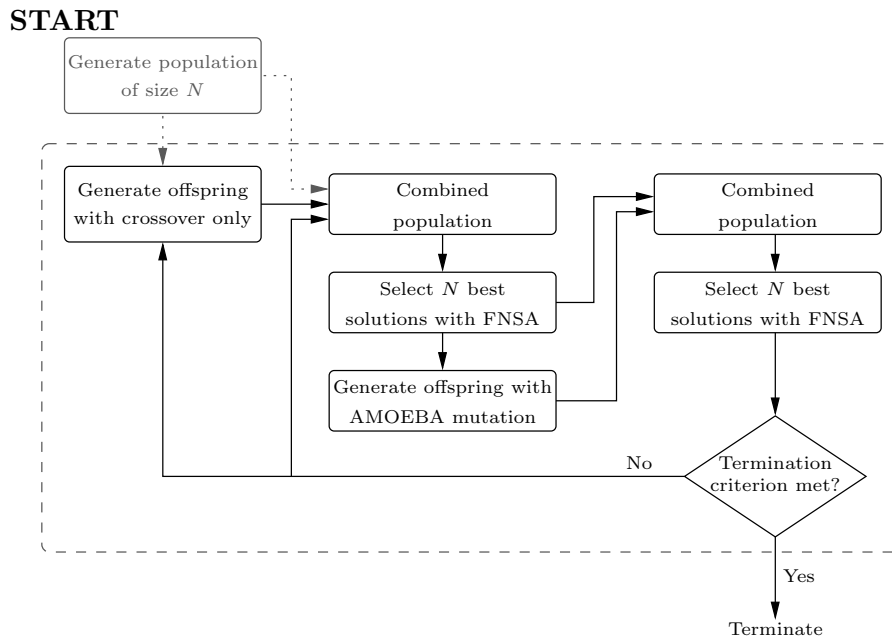 START
Generate population
of size N
Generate offspring
with crossover only
Combined
population
Select N best
solutions with FNSA
Generate offspring with
AMOEBA mutation
Combined
population
Select N best
solutions with FNSA
Termination
criterion met?
No
Yes
Terminate